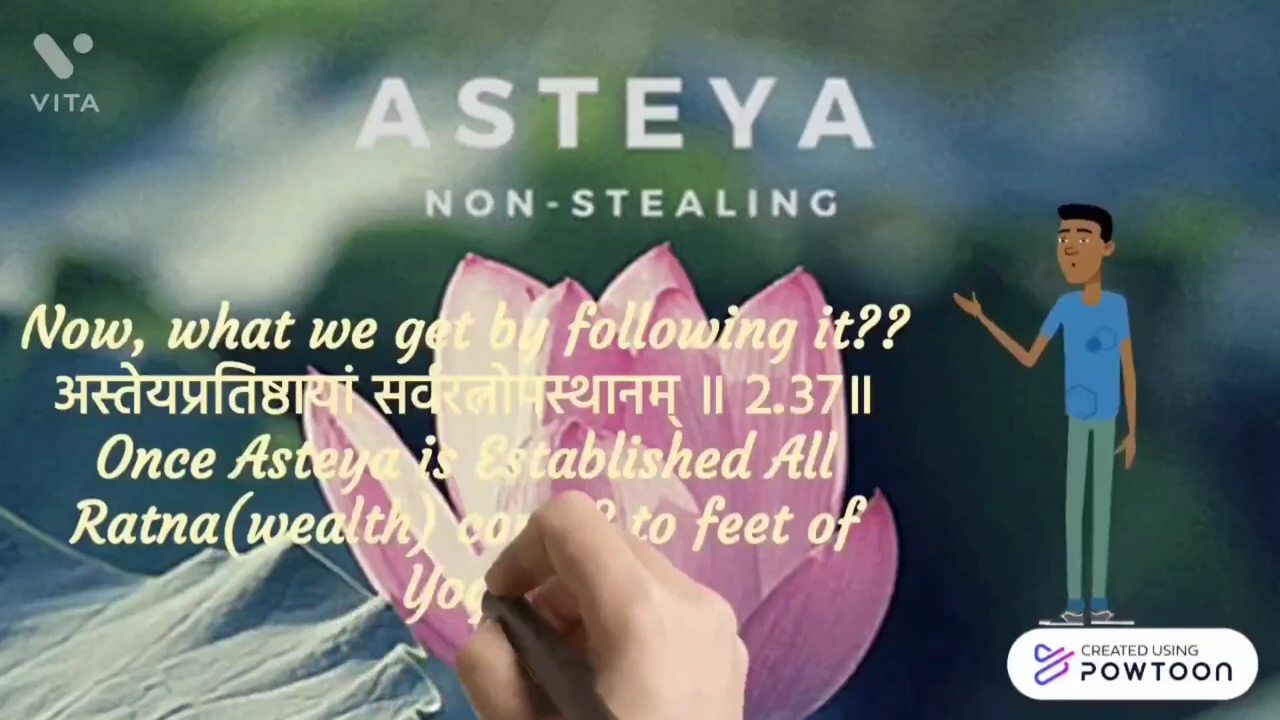 VITA
ASTEYA
NON-STEALING
Now, what we get by following it??
अस्तेयप्रतिष्ठायां सर्वरत्नोपस्थानम् ॥ 2.37॥
Once Asteya is Established All
Ratna(wealth) to feet of
CREATED USING
POWTOON